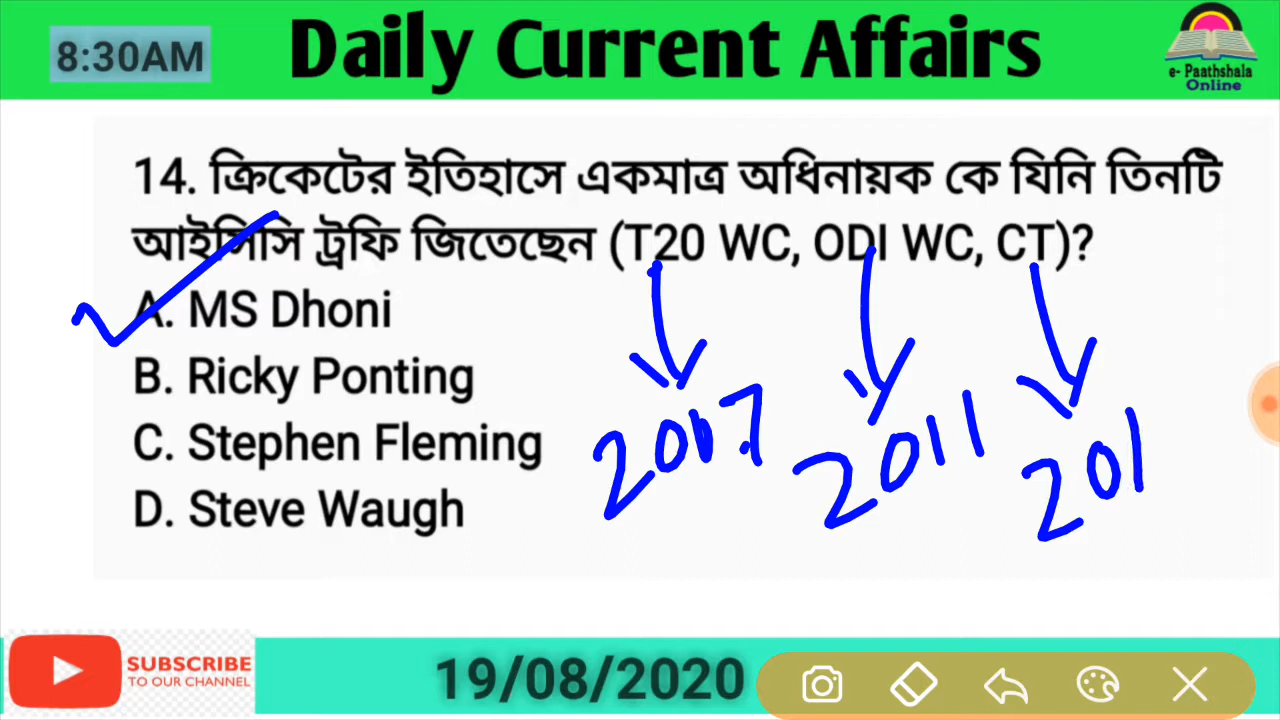 8:30AM
Daily Current Affairs
e- Paathshala
Online
14. ক্রিকেটের ইতিহাসে একমাত্র অধিনায়ক কে যিনি তিনটি
আইসিসি ট্রফি জিতেছেন (T20 WC, ODI WC, CT)?
A. MS Dhoni
B. Ricky Ponting
C. Stephen Fleming
D. Steve Waugh
2007 2011 201
SUBSCRIBE
TO OUR CHANNEL
19/08/2020